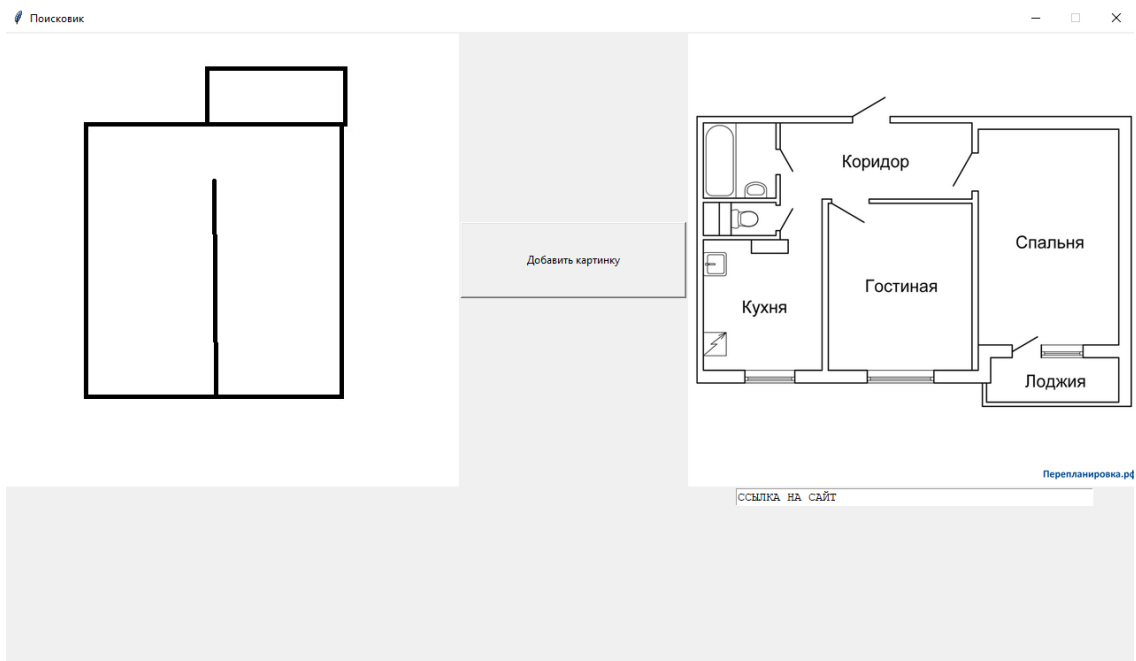 Поисковик
Добавить картинку
Коридор
Спальня
Гостиная
Кухня
Лоджия
Перепланировка.рф
ССЫЛКА НА САЙТ